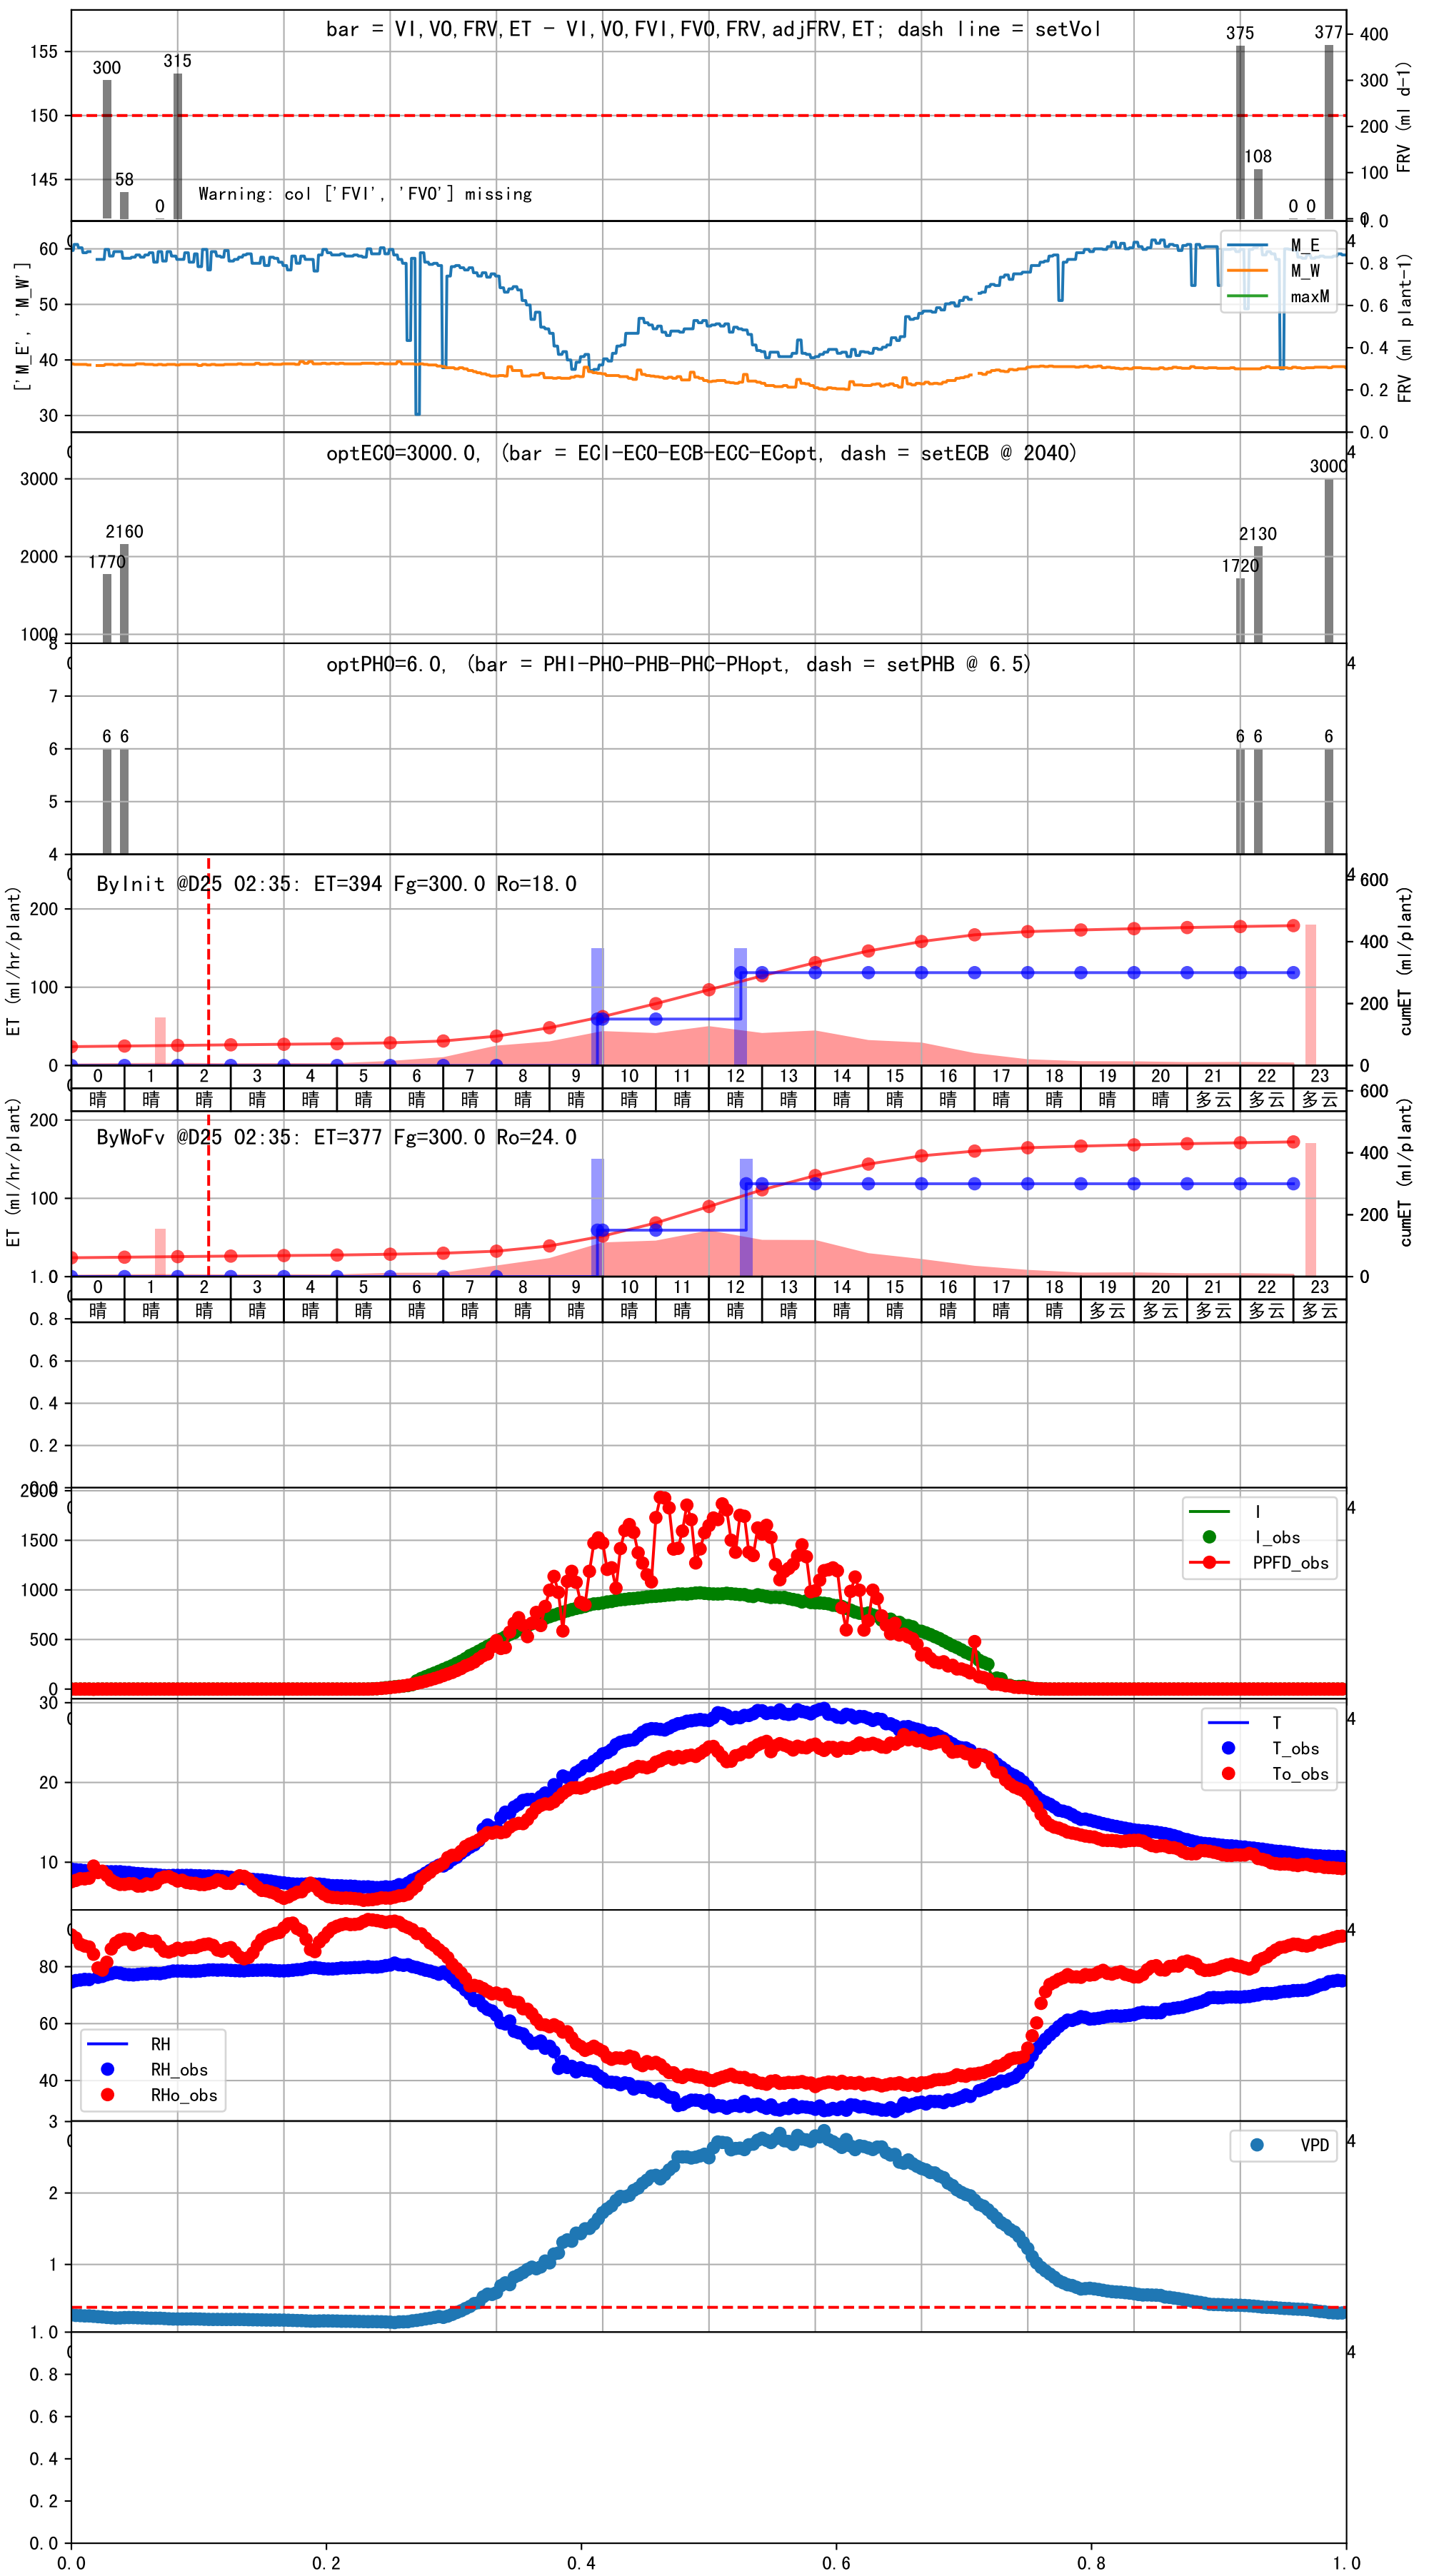 bar = VI,VO,FRV,ET - VI,VO,FVI,FVO,FRV,adjFRV,ET; dash line = setVol
155
150
145
300
58
0
315
375
108
0 0
377
400
300
200
100
0
0.0
FRV (ml d-1)
Warning: col ['FVI', 'FVO'] missing
['M_E', 'M_W']
60
50
40
30
M_E
M_W
maxM
4
0.8
0.6
0.4
0.2
0.0
FRV (ml plant-1)
optECO=3000.0, (bar = ECI-ECO-ECB-ECC-ECopt, dash = setECB @ 2040)
4
3000
2000
1000
1770
2160
1720
2130
3000
optPHO=6.0, (bar = PHI-PHO-PHB-PHC-PHopt, dash = setPHB @ 6.5)
4
8
7
6
5
4
6 6
6 6
6
ByInit @D25 02:35: ET=394 Fg=300.0 Ro=18.0
4
ET (ml/hr/plant)
200
100
0
600
400
200
0
cumET (ml/plant)
0 1 2 3 4 5 6 7 8 9 10 11 12 13 14 15 16 17 18 19 20 21 22 23
晴 晴 晴 晴 晴 晴 晴 晴 晴 晴 晴 晴 晴 晴 晴 晴 晴 晴 晴 晴 晴 多云 多云 多云
ByWoFv @D25 02:35: ET=377 Fg=300.0 Ro=24.0
ET (ml/hr/plant)
200
100
600
400
200
0
cumET (ml/plant)
0 1 2 3 4 5 6 7 8 9 10 11 12 13 14 15 16 17 18 19 20 21 22 23
晴 晴 晴 晴 晴 晴 晴 晴 晴 晴 晴 晴 晴 晴 晴 晴 晴 晴 晴 多云 多云 多云 多云 多云
1.0
0.8
0.6
0.4
0.2
0.0
2000
1500
1000
500
0
4
I
I_obs
PPFD_obs
30
20
10
4
T
T_obs
To_obs
80
60
40
4
RH
RH_obs
RHo_obs
3
2
1
4
VPD
1.0
0.8
0.6
0.4
0.2
0.0
4
0.0 0.2 0.4 0.6 0.8 1.0